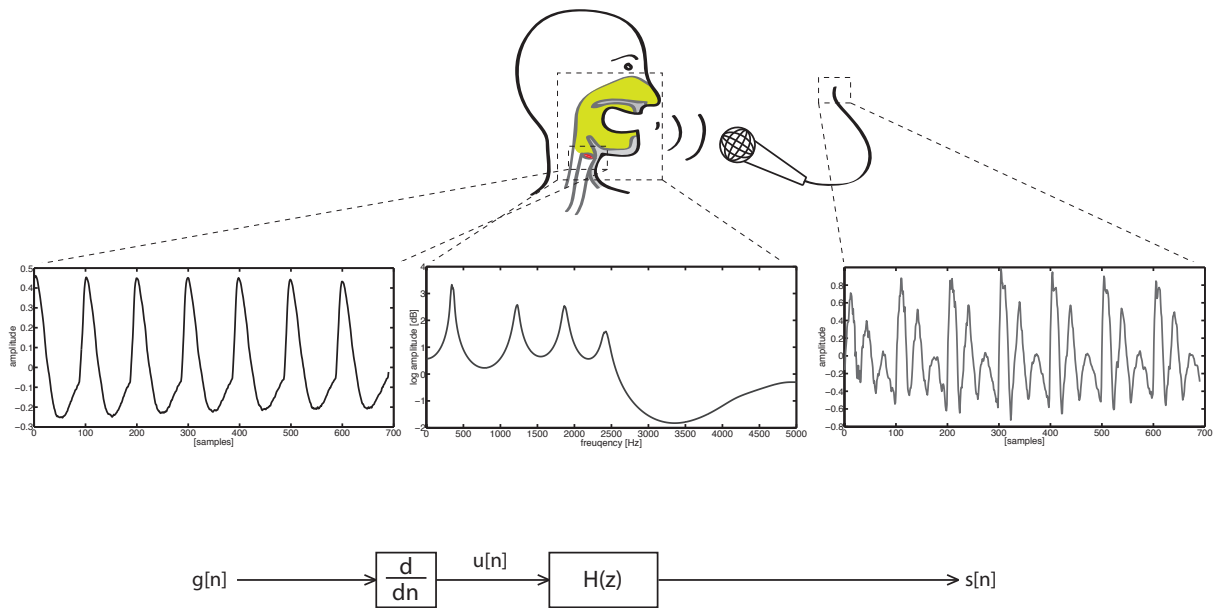 amplitude
0.5
0.4
0.3
0.2
0.1
0
−0.1
−0.2
−0.3
0 100 200 300 400 500 600 700
[samples]
log amplitude [dB]
4
3
2
1
0
−1
−2
0 500 1000 1500 2000 2500 3000 3500 4000 4500 5000
freuqency [Hz]
amplitude
0.8
0.6
0.4
0.2
0
−0.2
−0.4
−0.6
−0.8
0 100 200 300 400 500 600 700
[samples]
g[n]
d
dn
u[n]
H(z)
s[n]